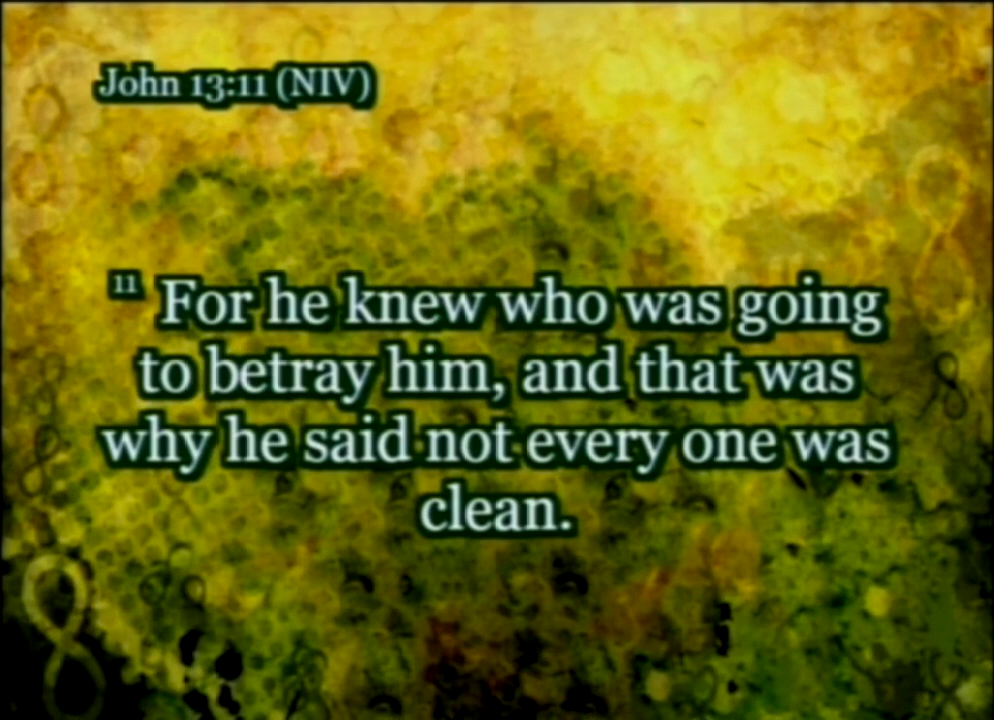 John 13:11 (NIV)
11 For he knew who was going
to betray him, and that was
why he said not every one was
clean.